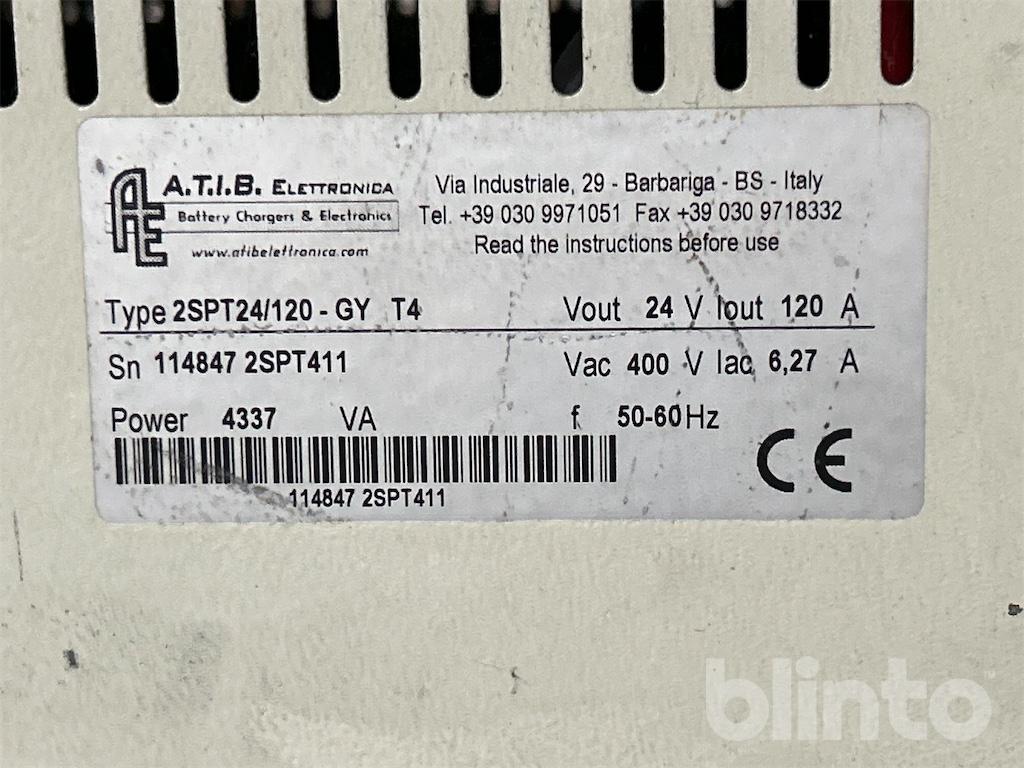 A.T.I.B. ELETTRONICA
Battery Chargers & Electronics
www.atibelettronica.com
Via Industriale, 29 - Barbariga - BS - Italy
Tel. +39 030 9971051 Fax +39 030 9718332
Read the instructions before use
Type 2SPT24/120 - GY T4 Vout 24 V Iout 120 A
Sn 114847 2SPT411 Vac 400 V Iac 6,27 A
Power 4337 VA f 50-60Hz
CE
114847 2SPT411
blinto